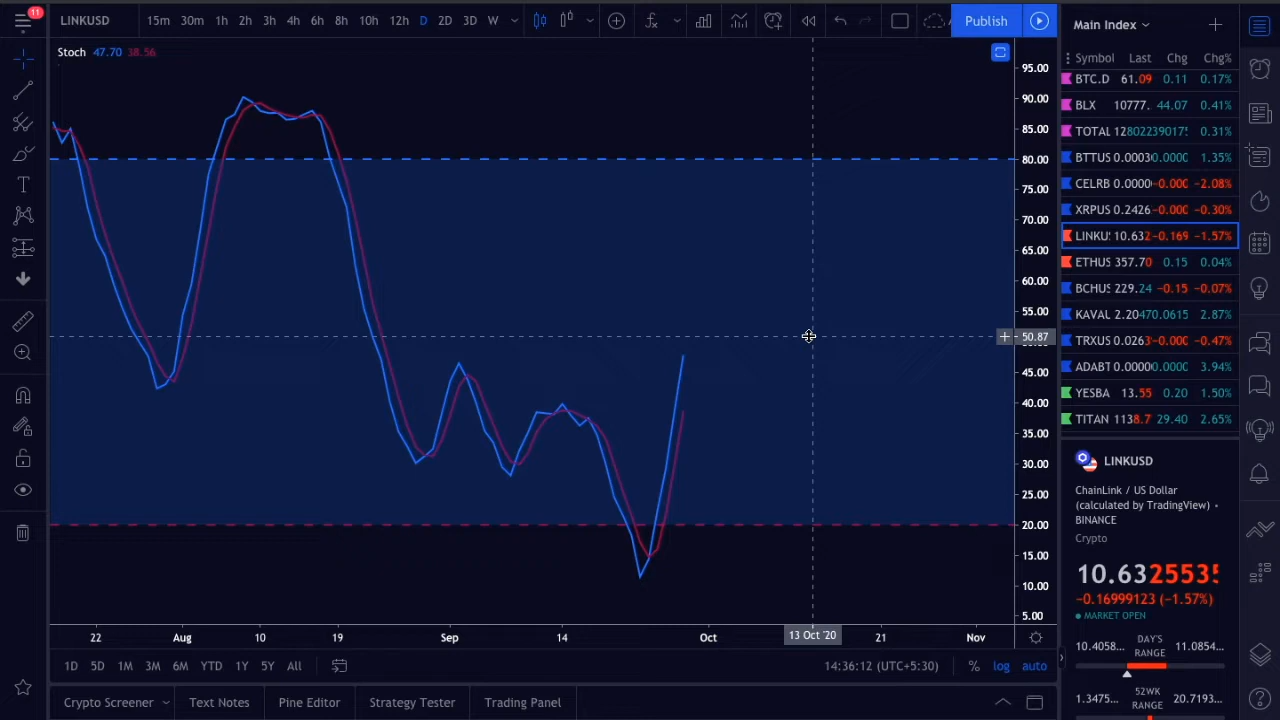 11
LINKUSD 15m 30m 1h 2h 3h 4h 6h 8h 10h 12h D 2D 3D W Publish
Main Index
Stoch 47.70 38.56
Symbol Last Chg Chg%
BTC.D 61.09 0.11 0.17%
BLX 10777. 44.07 0.41%
TOTAL 0.31%
BTTUS 0.0003 0.0000 1.35%
CELRB 0.0000 -0.000 -2.08%
XRPUS 0.2426 -0.000 -0.30%
LINKU 10.632 -0.169 -1.57%
ETHUS 357.70 0.15 0.04%
BCHUS 229.24 -0.15 -0.07%
KAVAL 2.20470 .0615 2.87%
TRXUS 0.0263 -0.000 -0.47%
ADABT 0.0000 0.0000 3.94%
YESBA 13.55 0.20 1.50%
TITAN 1138.7 29.40 2.65%
95.00
90.00
85.00
80.00
75.00
70.00
65.00
60.00
55.00
50.87
45.00
40.00
35.00
30.00
25.00
20.00
15.00
10.00
5.00
22 Aug 10 19 Sep 14 Oct 13 Oct '20 21 Nov
1D 5D 1M 3M 6M YTD 1Y 5Y All 14:36:12 (UTC+5:30) % log auto
Crypto Screener Text Notes Pine Editor Strategy Tester Trading Panel
LINKUSD
ChainLink / US Dollar
(calculated by TradingView) •
BINANCE
Crypto
10.6325535
−0.16999123 (−1.57%)
MARKET OPEN
10.4058... DAY'S RANGE 11.0854...
1.3475... 52WK RANGE 20.7193...